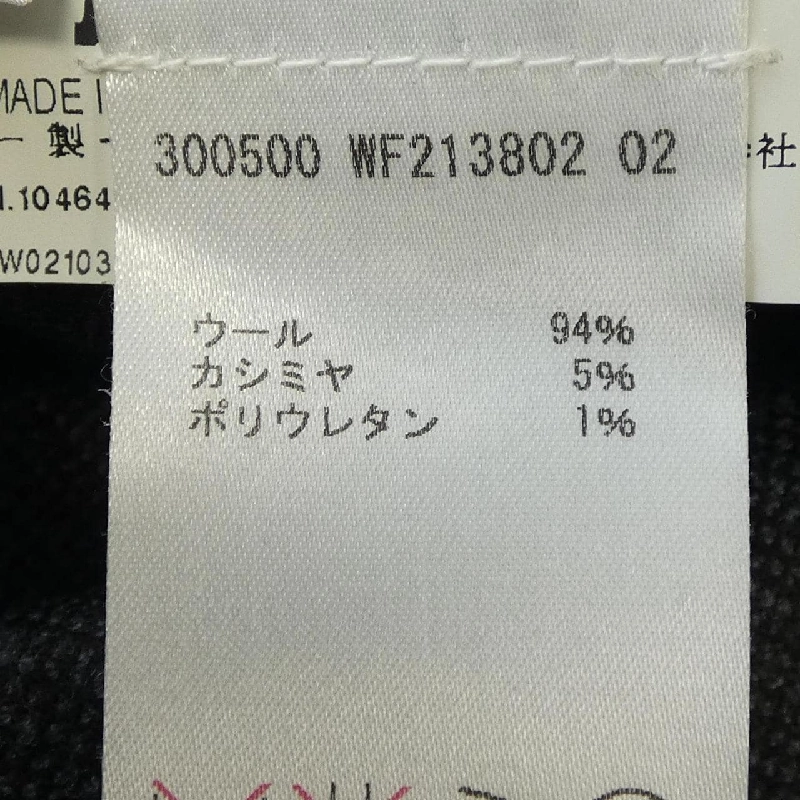 MADE I
ー 製
.10464
W02103
社
300500 WF213802 02
ウール 94%
カシミヤ 5%
ポリウレタン 1%